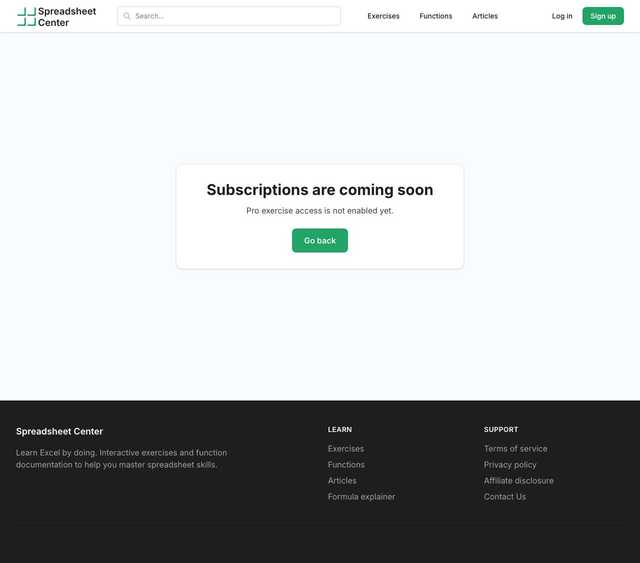 Spreadsheet
Center
Search...
Exercises
Functions
Articles
Log in
Sign up
Subscriptions are coming soon
Pro exercise access is not enabled yet.
Go back
Spreadsheet Center
Learn Excel by doing. Interactive exercises and function
documentation to help you master spreadsheet skills.
LEARN
Exercises
Functions
Articles
Formula explainer
SUPPORT
Terms of service
Privacy policy
Affiliate disclosure
Contact Us